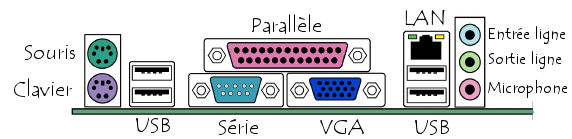 Parallèle
LAN
Souris
Clavier
Entrée ligne
Sortie ligne
Microphone
USB
Série
VGA
USB